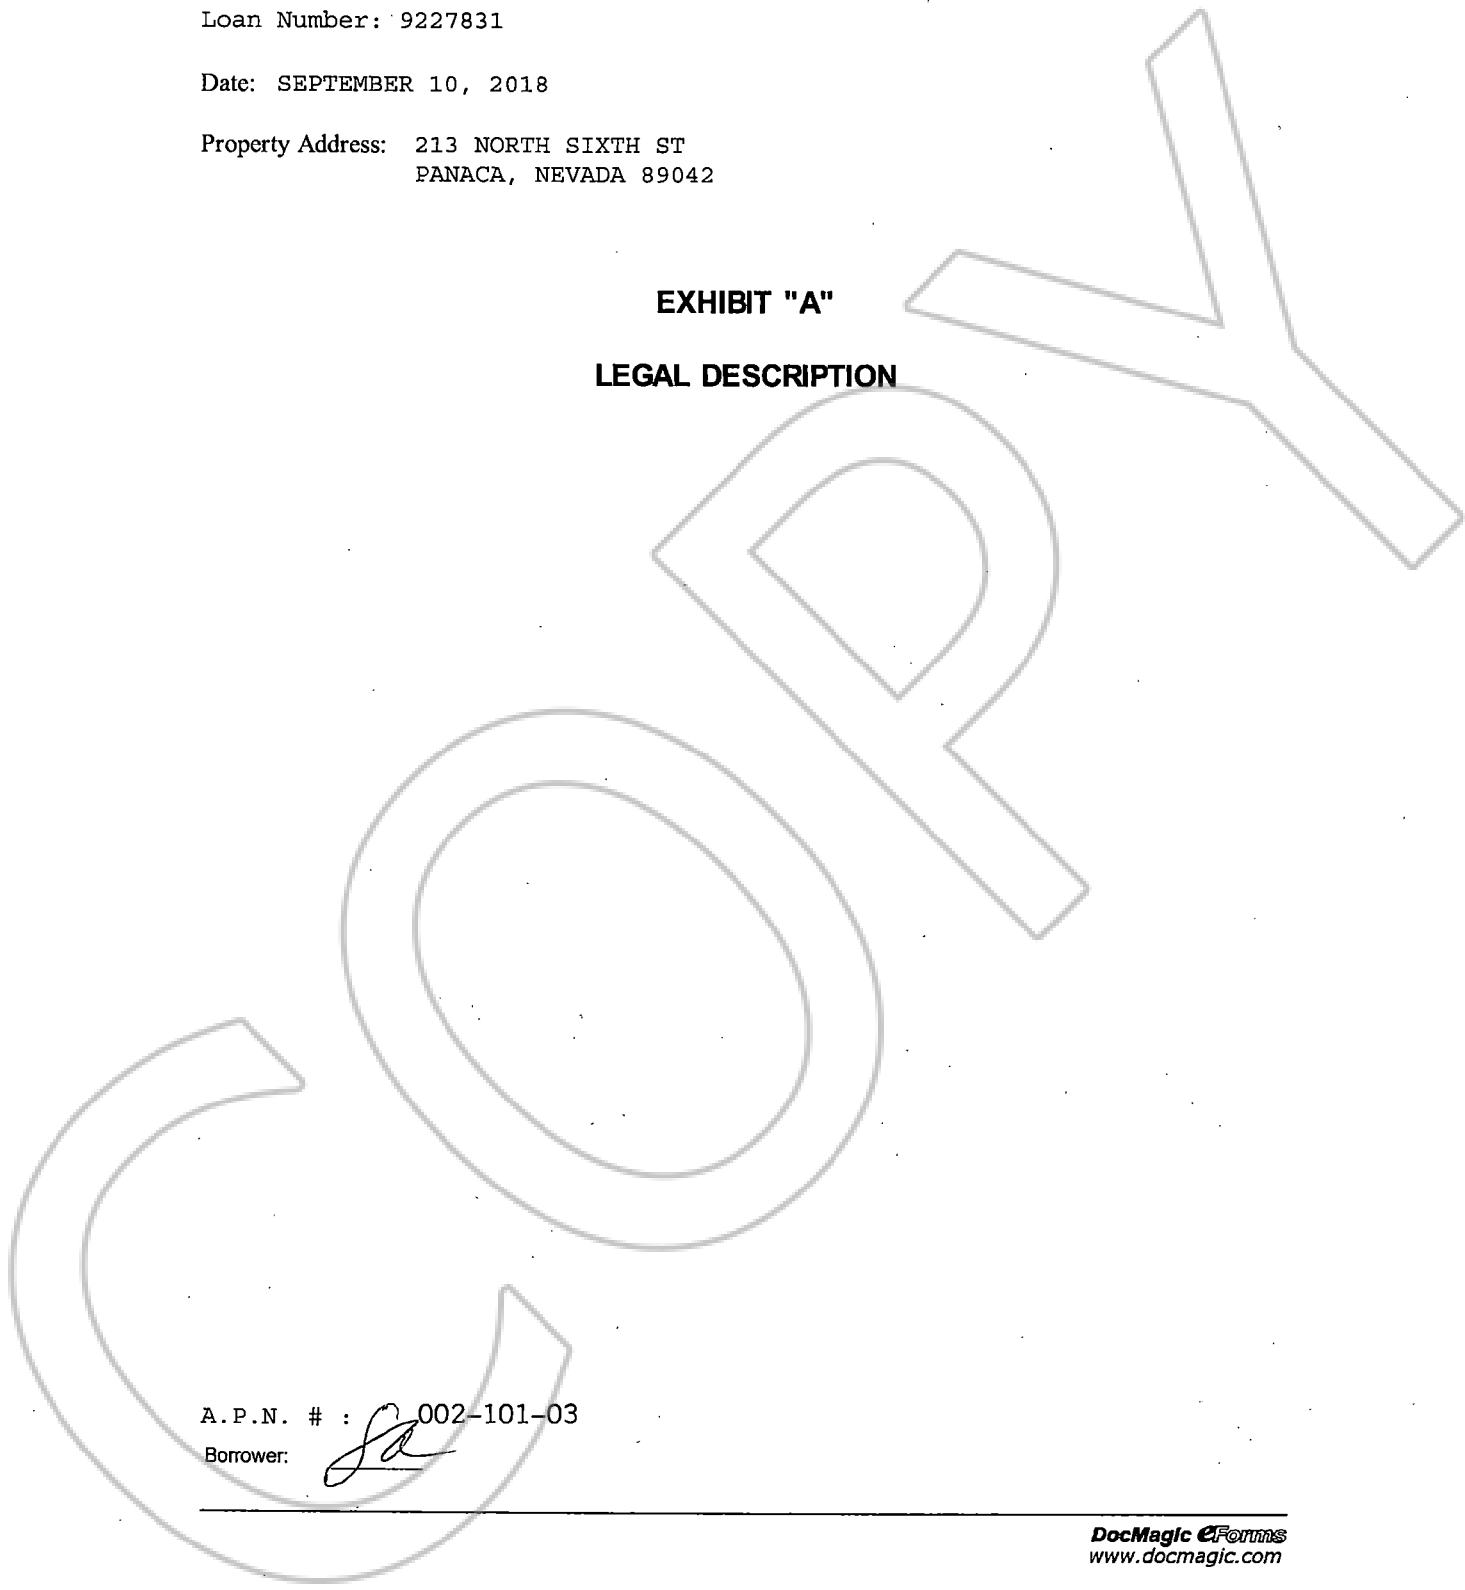 Loan Number: 9227831
Date: SEPTEMBER 10, 2018
Property Address: 213 NORTH SIXTH ST
PANACA, NEVADA 89042
EXHIBIT "A"
LEGAL DESCRIPTION
COPY
A.P.N. # : 002-101-03
Borrower:
DocMagic eForms
www.docmagic.com